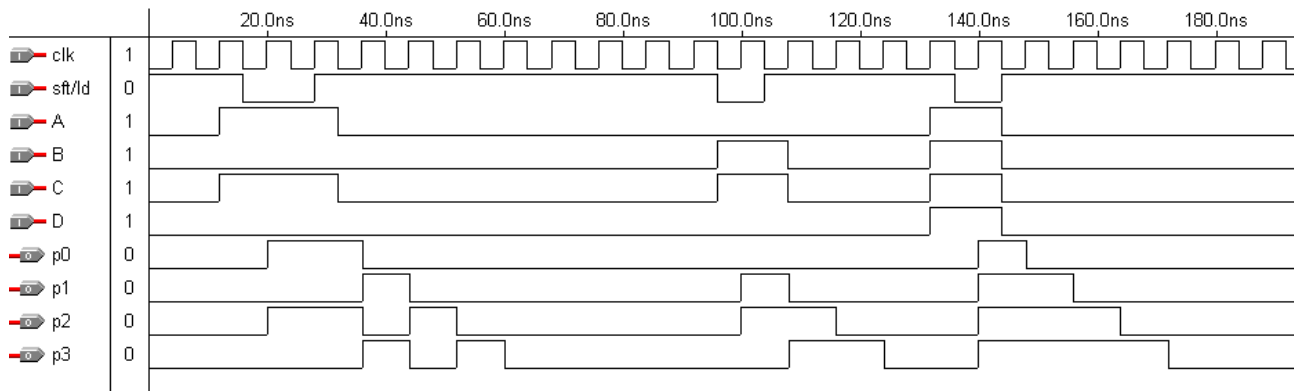 20.0ns 40.0ns 60.0ns 80.0ns 100.0ns 120.0ns 140.0ns 160.0ns 180.0ns
I clk 1
I sft/ld 0
I A 1
I B 1
I C 1
I D 1
O p0 0
O p1 0
O p2 0
O p3 0